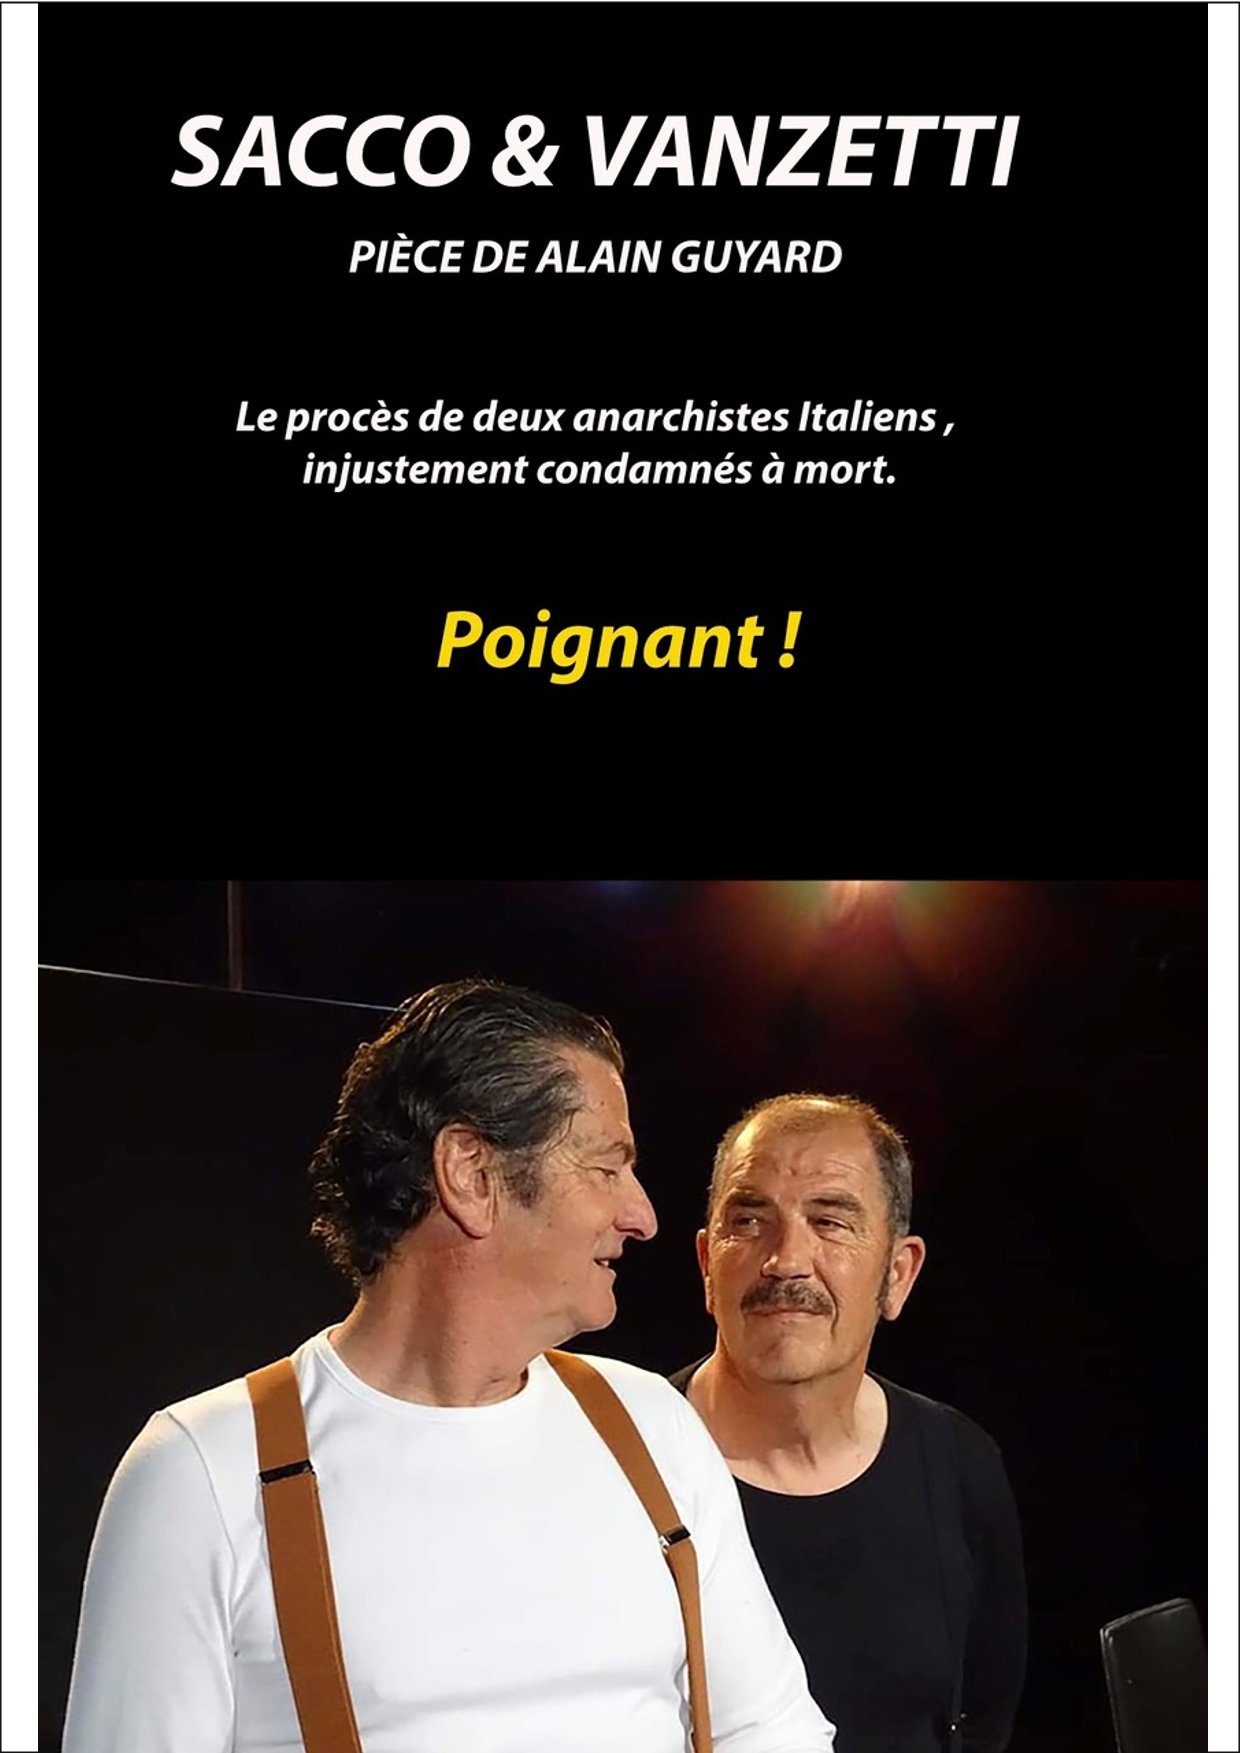 SACCO & VANZETTI
PIÈCE DE ALAIN GUYARD
Le procès de deux anarchistes Italiens ,
injustement condamnés à mort.
Poignant !